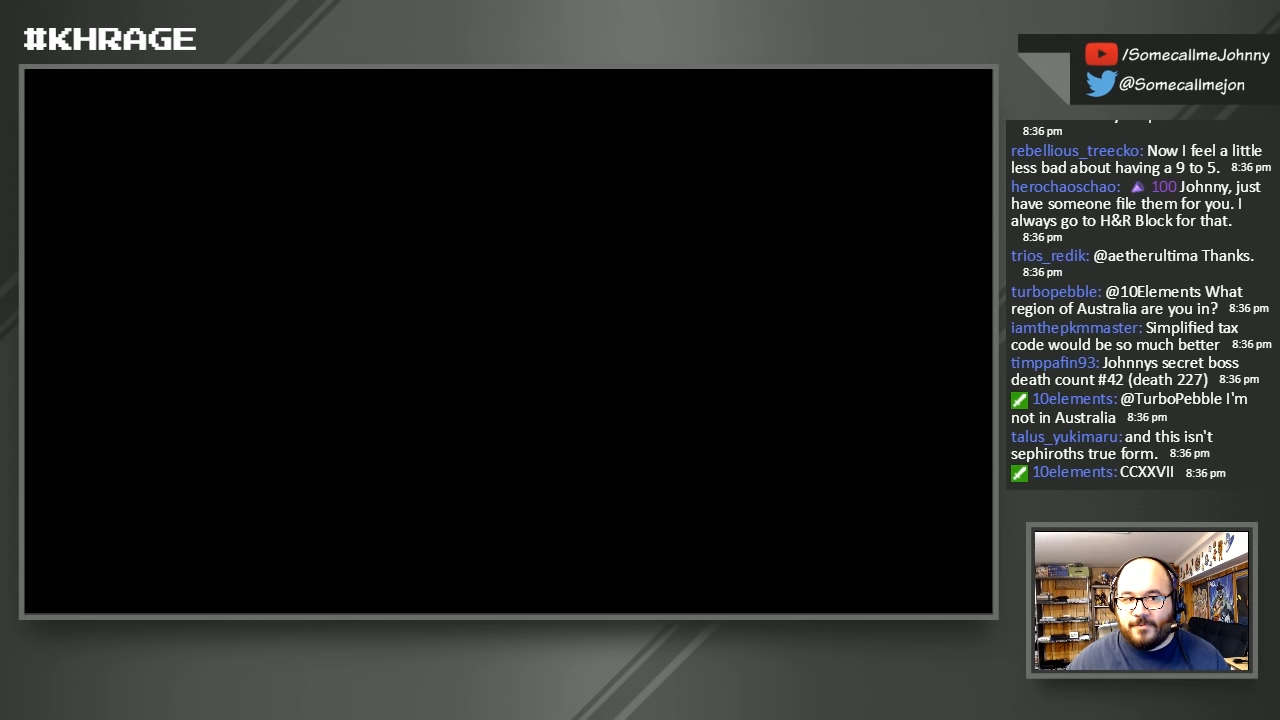 #KHRAGE
/SomecallmeJohnny
@Somecallmejon
8:36 pm
rebellious_treecko: Now I feel a little
less bad about having a 9 to 5. 8:36 pm
herochaoschao: 100 Johnny, just
have someone file them for you. I
always go to H&R Block for that.
8:36 pm
trios_redik: @aetherultima Thanks.
8:36 pm
turbopebble: @10Elements What
region of Australia are you in? 8:36 pm
iamthepkmmaster: Simplified tax
code would be so much better 8:36 pm
timppafin93: Johnnys secret boss
death count #42 (death 227) 8:36 pm
10elements: @TurboPebble I'm
not in Australia 8:36 pm
talus_yukimaru: and this isn't
sephiroths true form. 8:36 pm
10elements: CCXXVII 8:36 pm